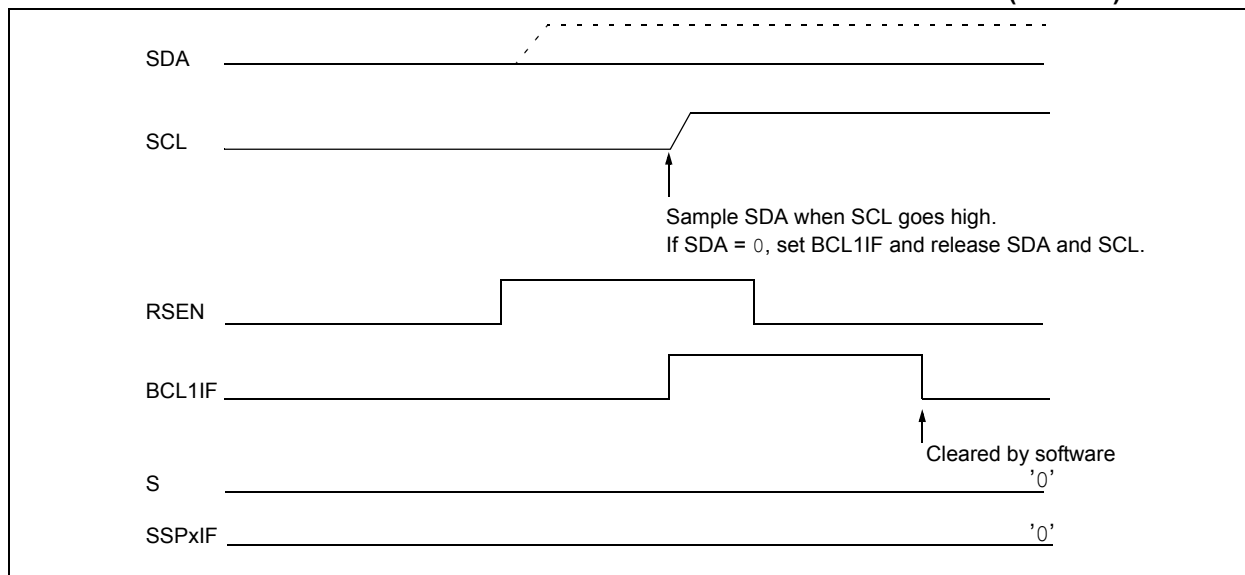 SDA
SCL
Sample SDA when SCL goes high.
If SDA = 0, set BCL1IF and release SDA and SCL.
RSEN
BCL1IF
Cleared by software
S
'0'
SSPxIF
'0'